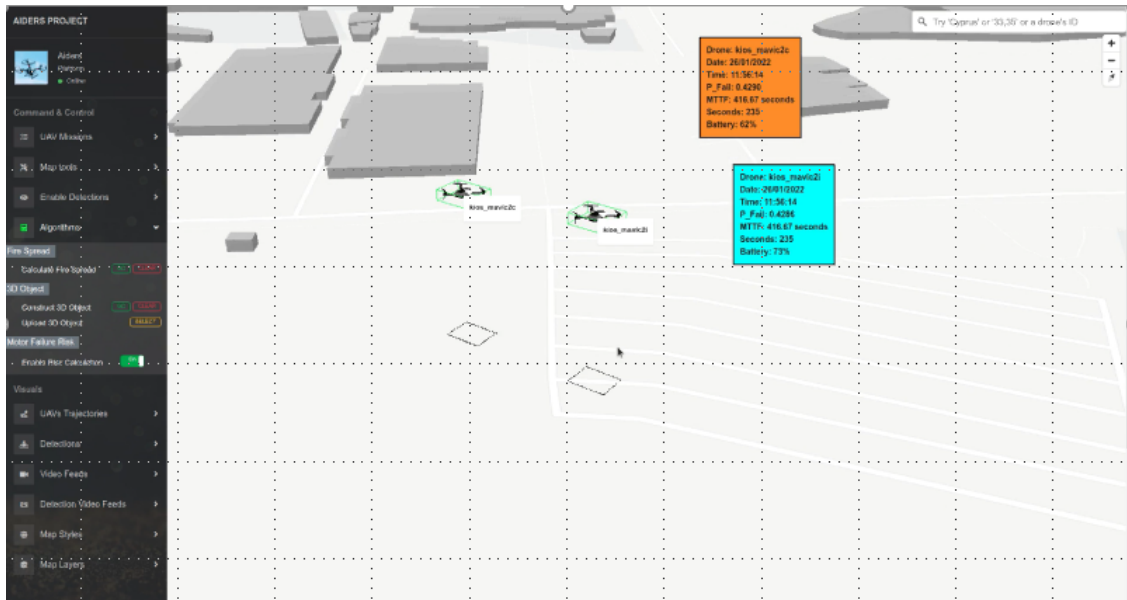 AIDERS PROJECT
Aiders
Platform
Online
Command & Control
UAV Missions
Map tools
Enable Detections
Algorithms
Fire Spread
Calculate Fire Spread
3D Object
Construct 3D Object
Upload 3D Object SELECT
Motor Failure Risk
Enable Risk Calculation
Visuals
UAVs Trajectories
Detections
Video Feeds
Detection Video Feeds
Map Styles
Map Layers
kios_mavic2c
kios_mavic2i
Drone: kios_mavic2c
Date: 26/01/2022
Time: 11:56:14
P_Fail: 0.4290
MTTF: 416.67 seconds
Seconds: 235
Battery: 62%
Drone: kios_mavic2i
Date: 26/01/2022
Time: 11:56:14
P_Fail: 0.4286
MTTF: 416.67 seconds
Seconds: 235
Battery: 73%
Try 'Cyprus' or '33,35' or a drone's ID